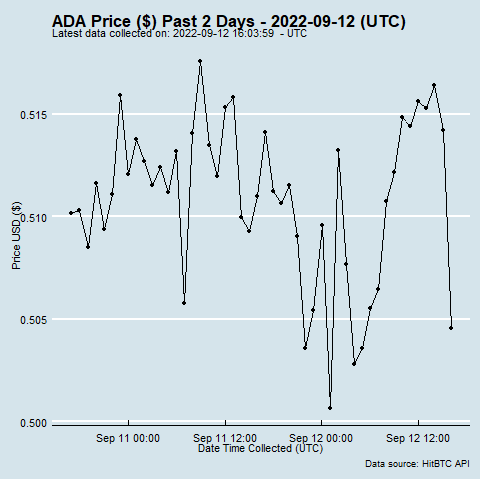 ADA Price ($) Past 2 Days - 2022-09-12 (UTC)
Latest data collected on: 2022-09-12 16:03:59  - UTC
0.515
0.510
0.505
0.500
Price USD ($)
Sep 11 00:00
Sep 11 12:00
Sep 12 00:00
Sep 12 12:00
Date Time Collected (UTC)
Data source: HitBTC API